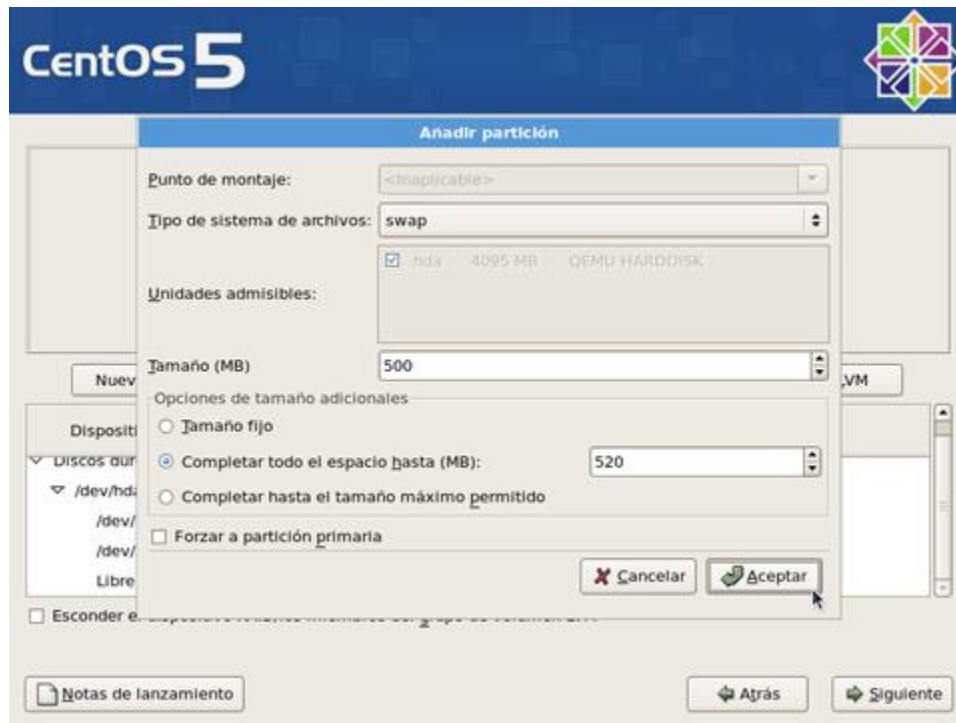 CentOS 5
Añadir partición
Punto de montaje: <Inaplicable>
Tipo de sistema de archivos: swap
hda 4095 MB QEMU HARDDISK
Unidades admisibles:
Tamaño (MB) 500
Nuev
VM
Opciones de tamaño adicionales
Tamaño fijo
Completar todo el espacio hasta (MB): 520
Completar hasta el tamaño máximo permitido
Forzar a partición primaria
Dispositi
Discos dur
/dev/hda
/dev/
/dev/
Libre
Cancelar Aceptar
Esconder e
Notas de lanzamiento Atrás Siguiente